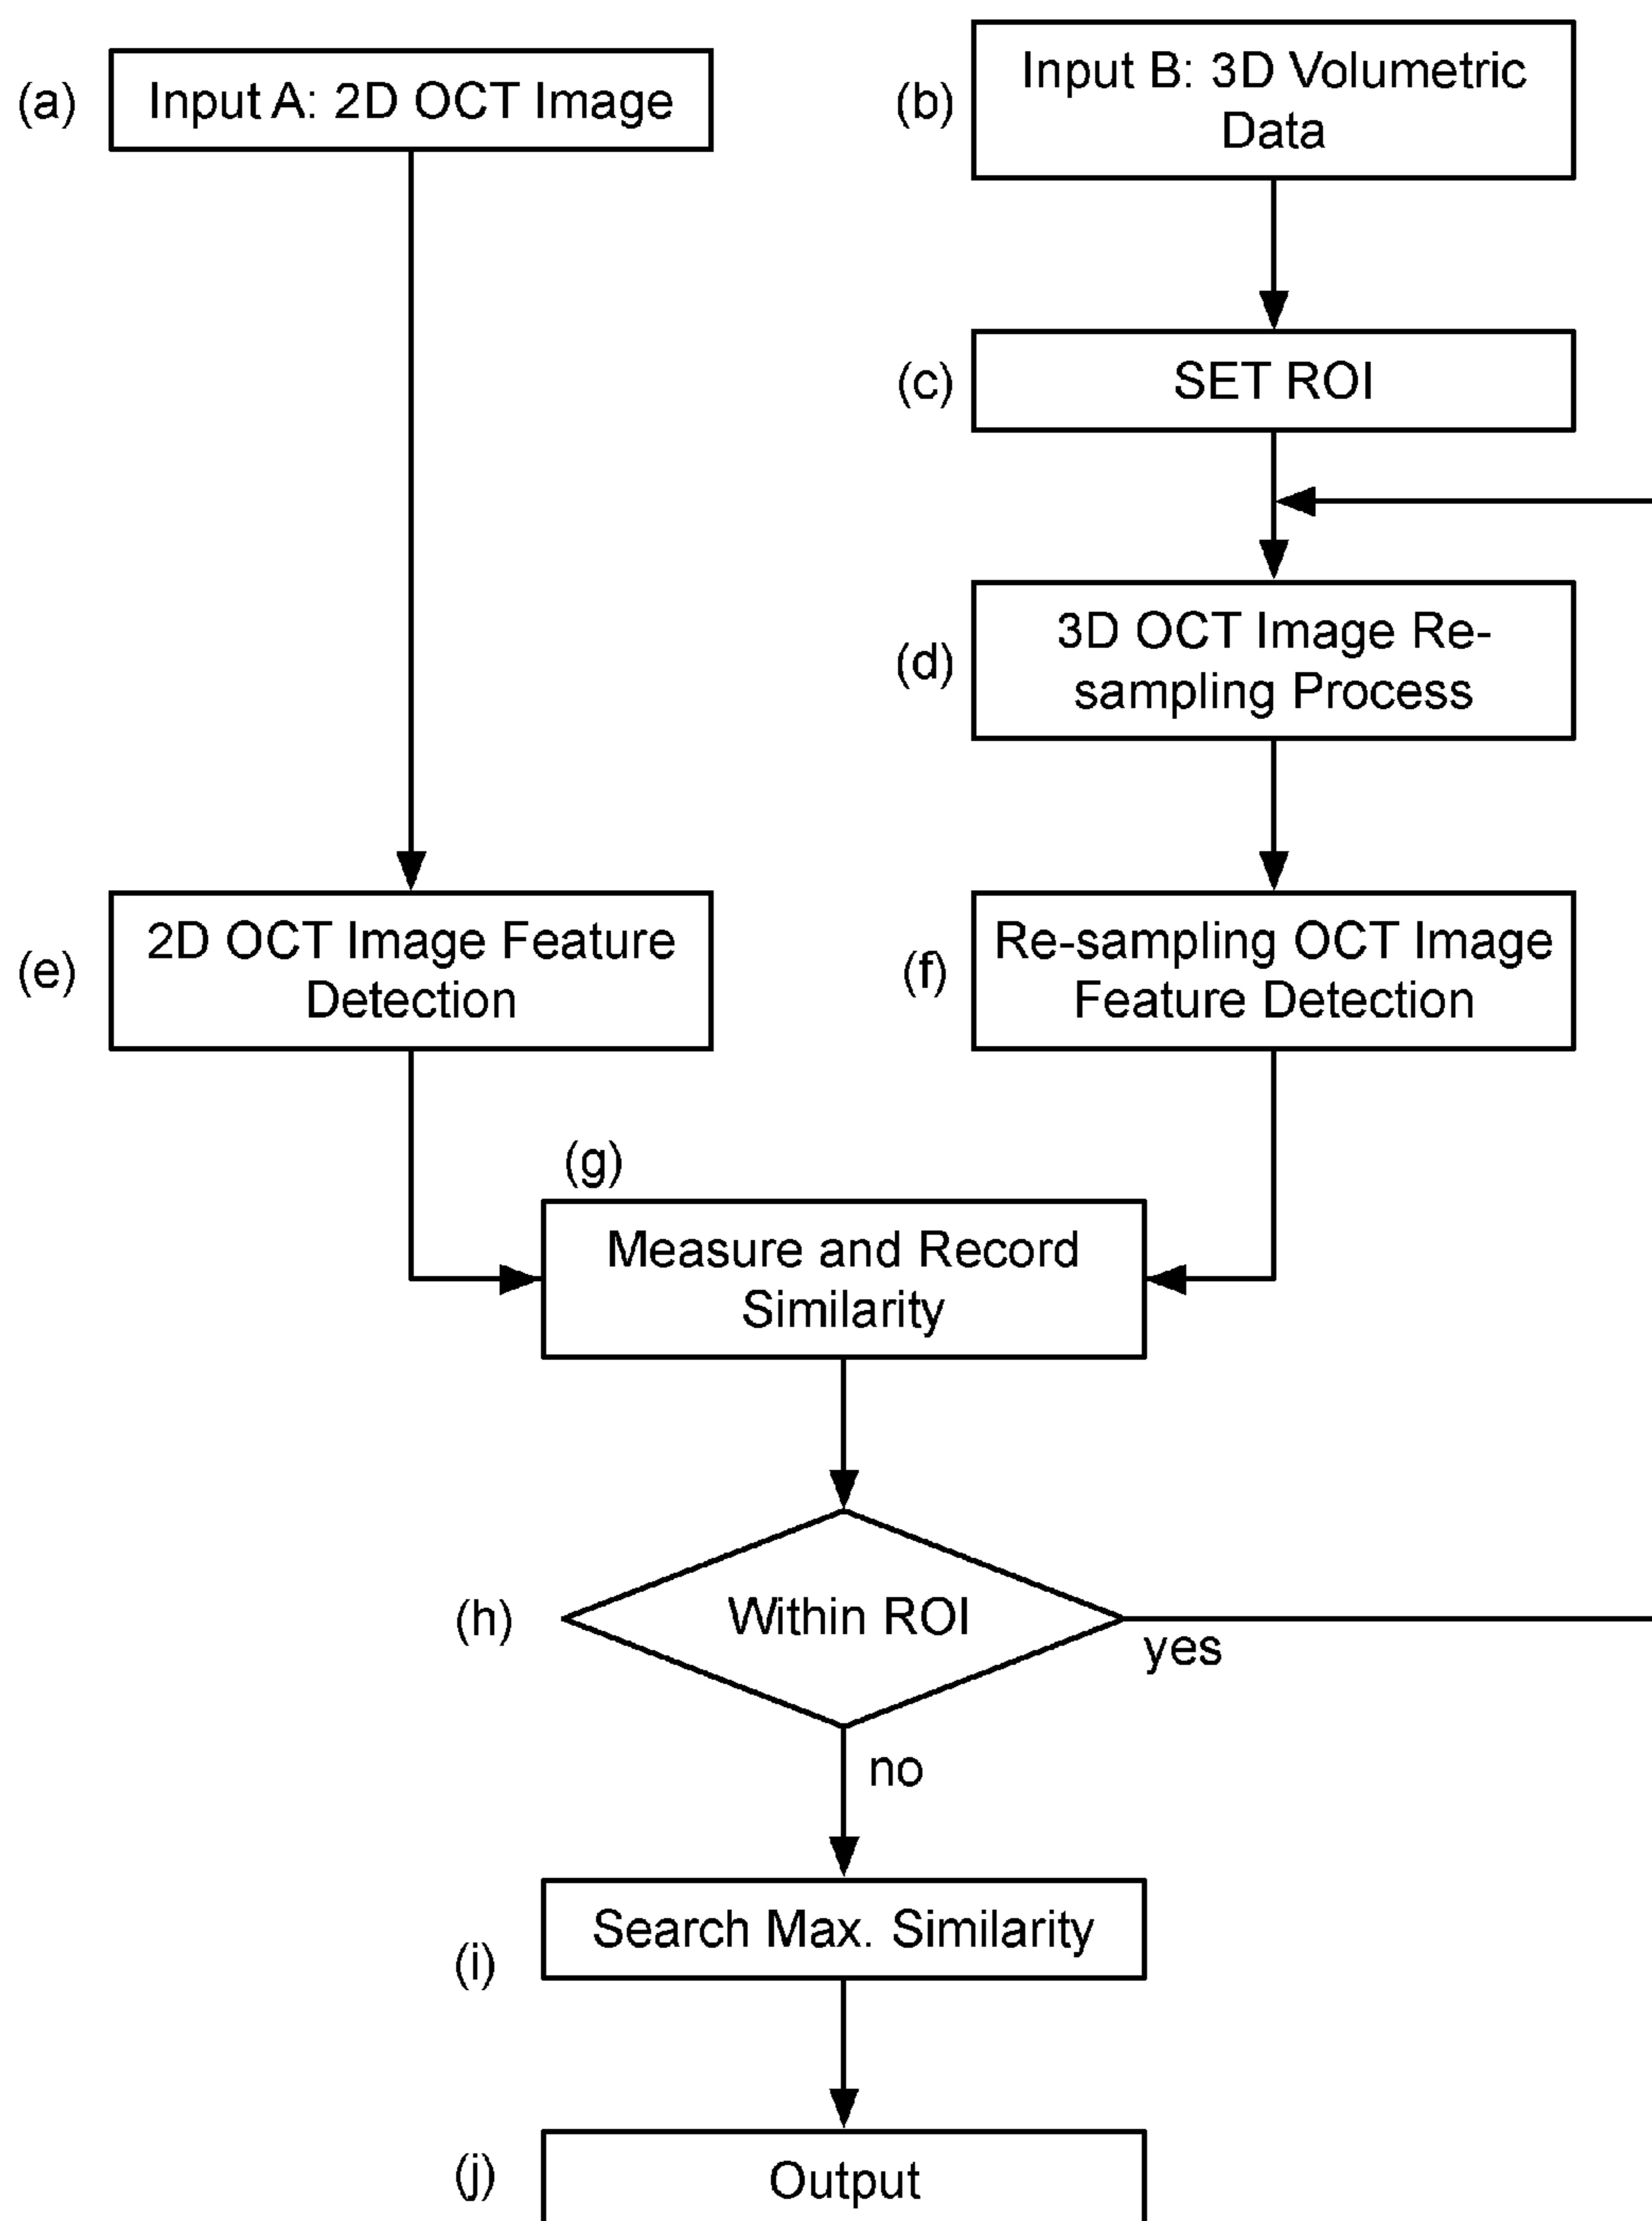 (a)
Input A: 2D OCT Image
(b)
Input B: 3D Volumetric
Data
(c)
SET ROI
(d)
3D OCT Image Re-
sampling Process
(e)
2D OCT Image Feature
Detection
(f)
Re-sampling OCT Image
Feature Detection
(g)
Measure and Record
Similarity
(h)
Within ROI
yes
no
(i)
Search Max. Similarity
(j)
Output